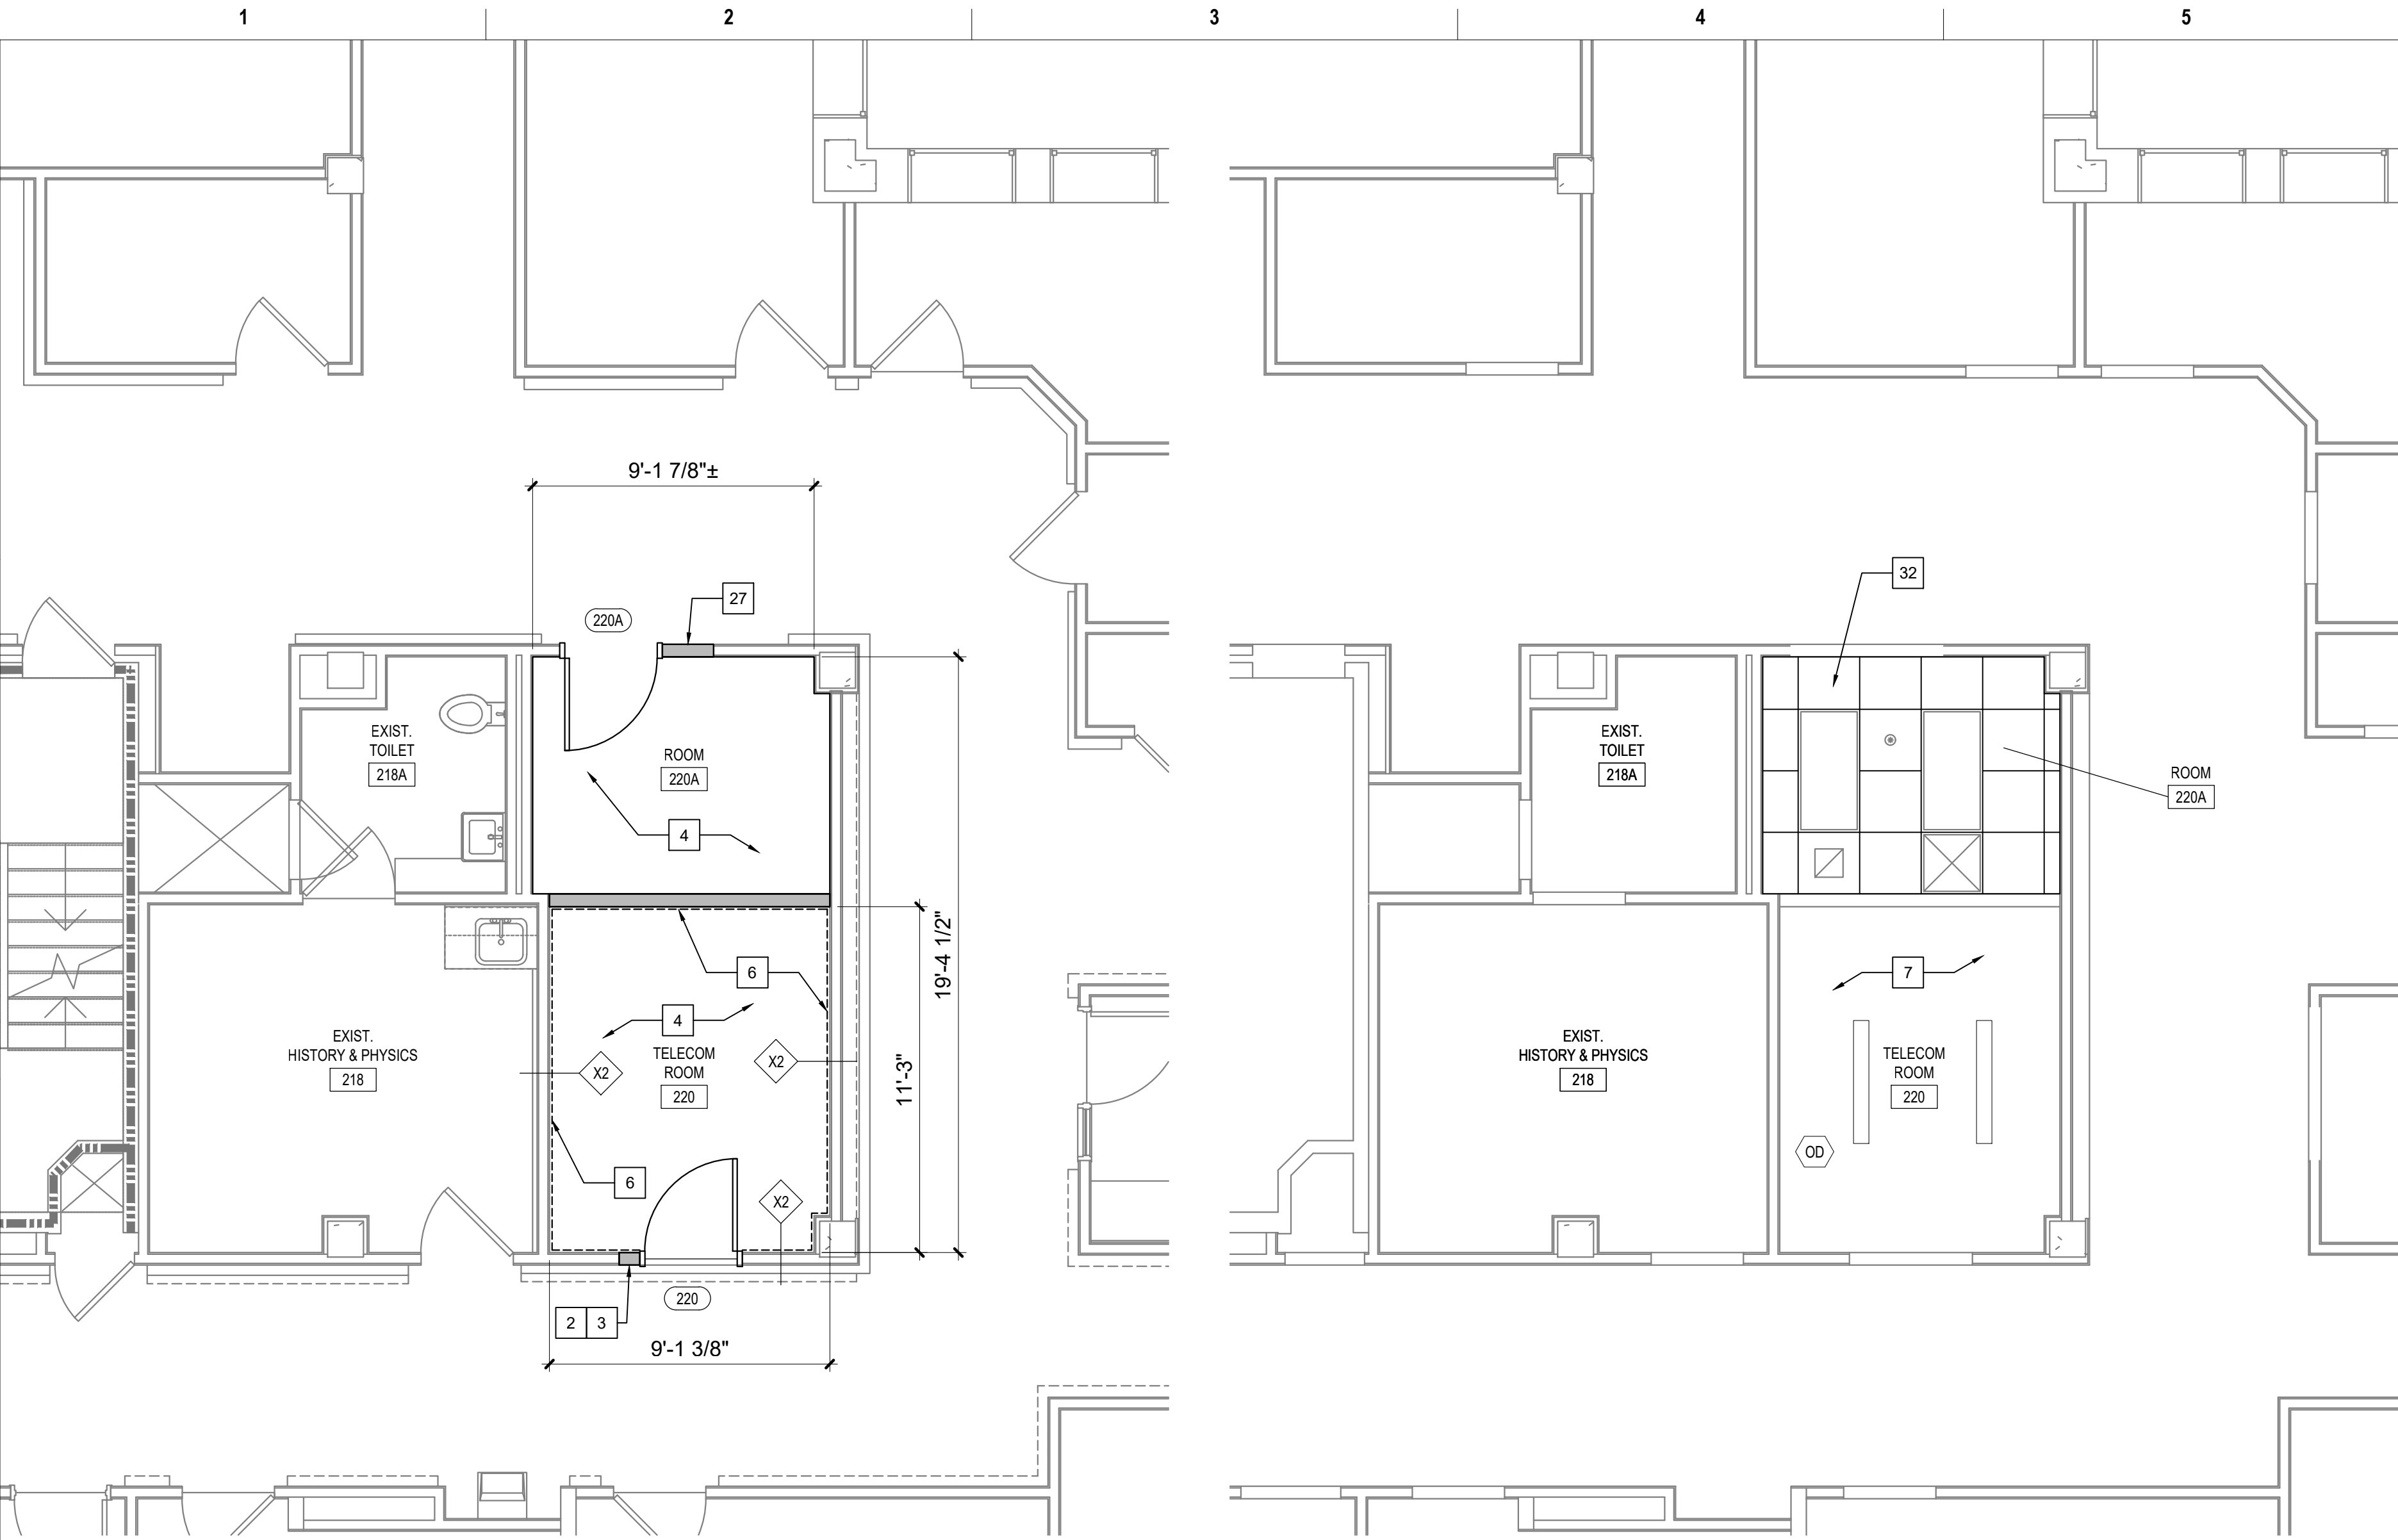 1
2
3
4
5
9'-1 7/8"±
27
220A
32
EXIST.
TOILET
218A
ROOM
220A
4
EXIST.
TOILET
218A
ROOM
220A
6
4
19'-4 1/2"
7
EXIST.
HISTORY & PHYSICS
218
X2
TELECOM
ROOM
220
X2
11'-3"
EXIST.
HISTORY & PHYSICS
218
TELECOM
ROOM
220
OD
6
X2
2 3
220
9'-1 3/8"